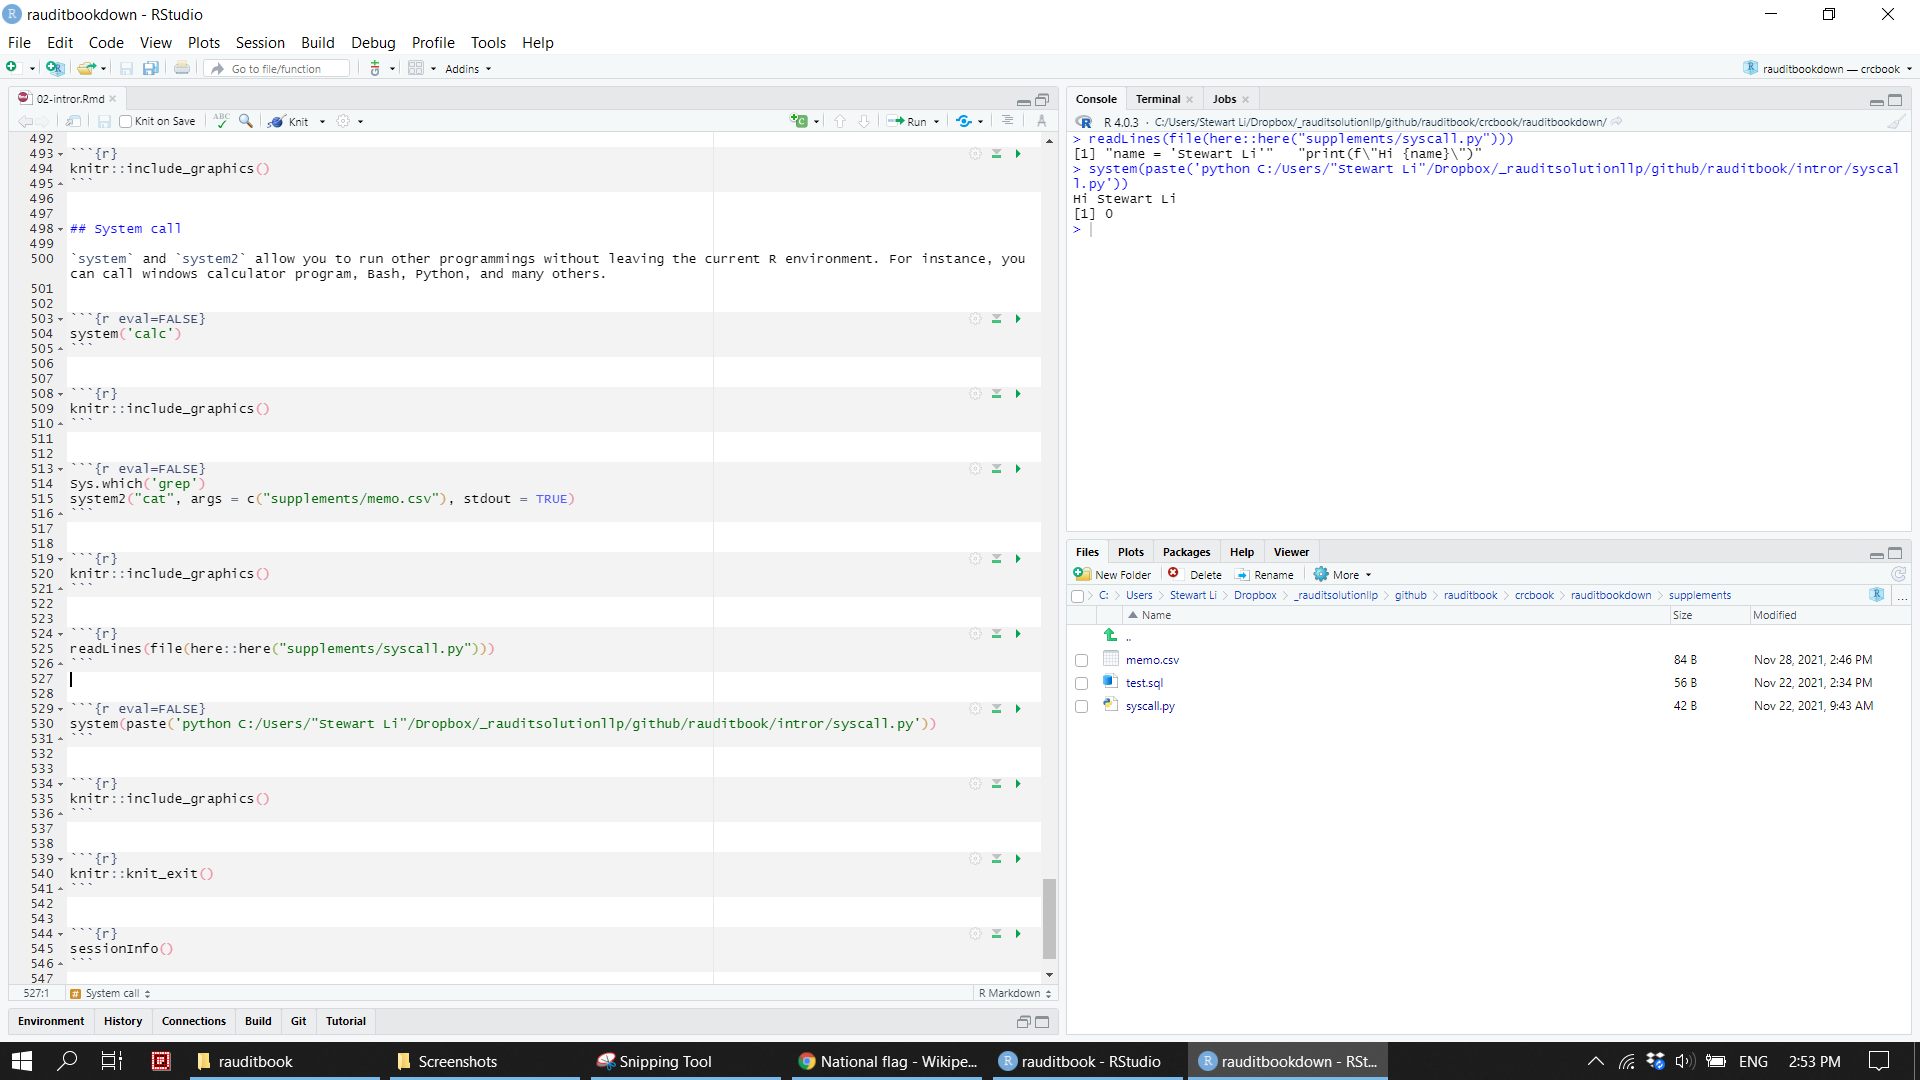 rauditbookdown - RStudio
File Edit Code View Plots Session Build Debug Profile Tools Help
Go to file/function Addins rauditbookdown — crcbook
02-intror.Rmd
Knit on Save ABC Knit Run
492
493 ```{r}
494 knitr::include_graphics()
495 ```
496
497
498 ## System call
499
500 `system` and `system2` allow you to run other programmings without leaving the current R environment. For instance, you
can call windows calculator program, Bash, Python, and many others.
501
502
503 ```{r eval=FALSE}
504 system('calc')
505 ```
506
507
508 ```{r}
509 knitr::include_graphics()
510 ```
511
512
513 ```{r eval=FALSE}
514 Sys.which('grep')
515 system2("cat", args = c("supplements/memo.csv"), stdout = TRUE)
516 ```
517
518
519 ```{r}
520 knitr::include_graphics()
521 ```
522
523
524 ```{r}
525 readLines(file(here::here("supplements/syscall.py")))
526 ```
527
528
529 ```{r eval=FALSE}
530 system(paste('python C:/Users/"Stewart Li"/Dropbox/_rauditsolutionllp/github/rauditbook/intror/syscall.py'))
531 ```
532
533
534 ```{r}
535 knitr::include_graphics()
536 ```
537
538
539 ```{r}
540 knitr::knit_exit()
541 ```
542
543
544 ```{r}
545 sessionInfo()
546 ```
547
527:1 # System call R Markdown
Environment History Connections Build Git Tutorial
Console Terminal Jobs
R 4.0.3 · C:/Users/Stewart Li/Dropbox/_rauditsolutionllp/github/rauditbook/crcbook/rauditbookdown/
> readLines(file(here::here("supplements/syscall.py")))
[1] "name = 'Stewart Li'" "print(f\"Hi {name}\")"
> system(paste('python C:/Users/"Stewart Li"/Dropbox/_rauditsolutionllp/github/rauditbook/intror/syscal
l.py'))
Hi Stewart Li
[1] 0
>
Files Plots Packages Help Viewer
New Folder Delete Rename More
C: Users Stewart Li Dropbox _rauditsolutionllp github rauditbook crcbook rauditbookdown supplements ...
Name Size Modified
..
memo.csv 84 B Nov 28, 2021, 2:46 PM
test.sql 56 B Nov 22, 2021, 2:34 PM
syscall.py 42 B Nov 22, 2021, 9:43 AM
rauditbook Screenshots Snipping Tool National flag - Wikipe... rauditbook - RStudio rauditbookdown - RSt... ENG 2:53 PM